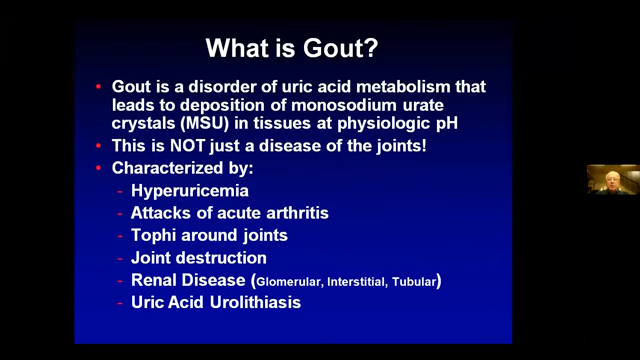 What is Gout?
• Gout is a disorder of uric acid metabolism that
leads to deposition of monosodium urate
crystals (MSU) in tissues at physiologic pH
• This is NOT just a disease of the joints!
• Characterized by:
– Hyperuricemia
– Attacks of acute arthritis
– Tophi around joints
– Joint destruction
– Renal Disease (Glomerular, Interstitial, Tubular)
– Uric Acid Urolithiasis